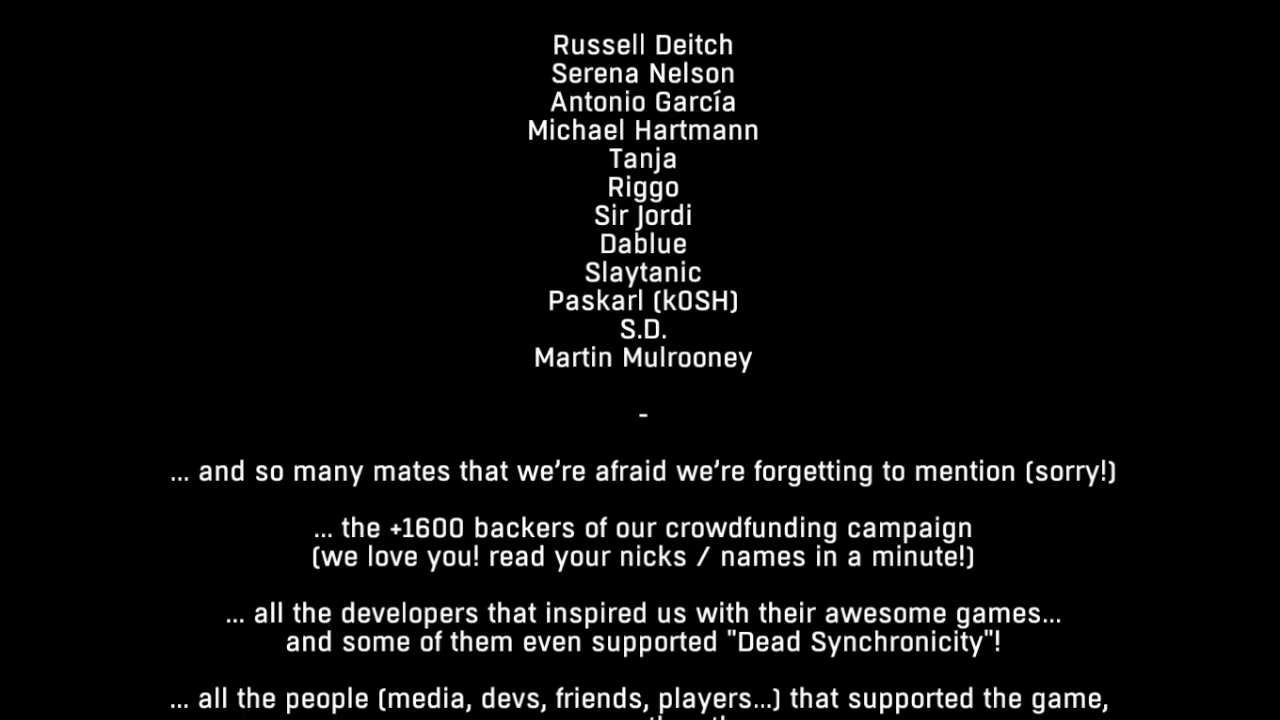 Russell Deitch
Serena Nelson
Antonio García
Michael Hartmann
Tanja
Riggo
Sir Jordi
Dablue
Slaytanic
Paskarl (k0SH)
S.D.
Martin Mulrooney
-
... and so many mates that we’re afraid we’re forgetting to mention (sorry!)
... the +1600 backers of our crowdfunding campaign
(we love you! read your nicks / names in a minute!)
... all the developers that inspired us with their awesome games...
and some of them even supported "Dead Synchronicity"!
... all the people (media, devs, friends, players...) that supported the game,